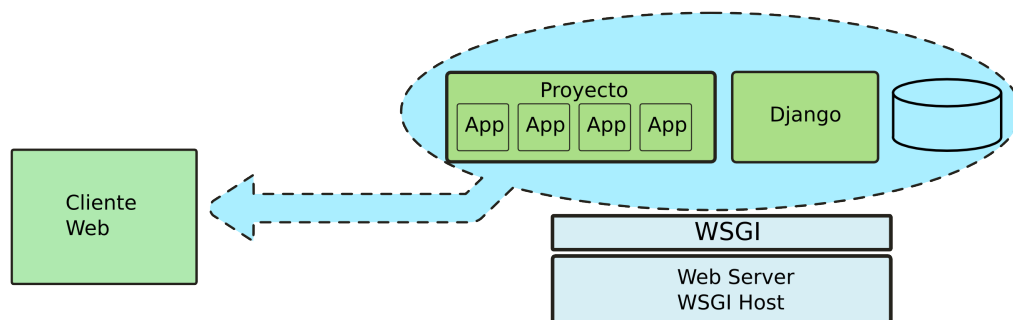 Proyecto
App App App App
Django
Cliente
Web
WSGI
Web Server
WSGI Host